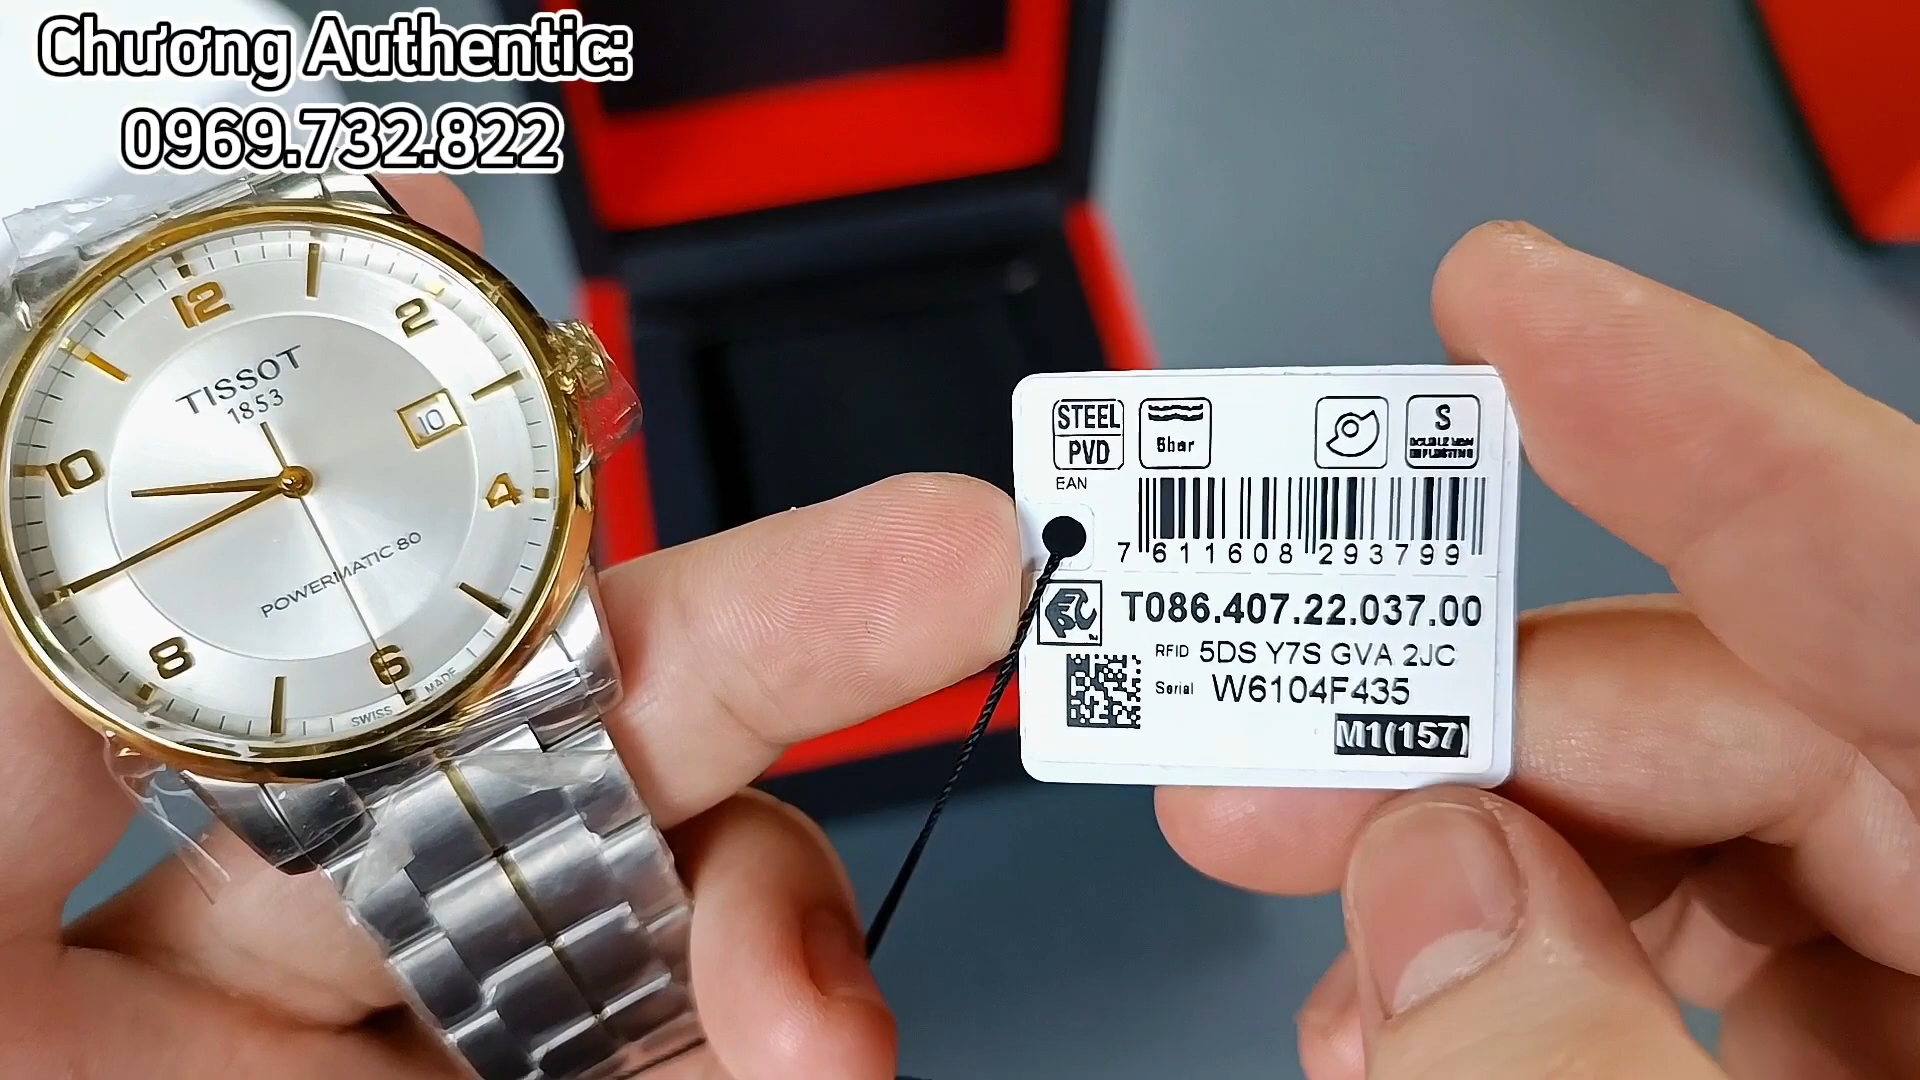 Chương Authentic:
0969.732.822
12
2
10
4
10
8
6
TISSOT
1853
POWERMATIC 80
SWISS MADE
STEEL
PVD
5bar
S
EAN
7 611608 293799
T086.407.22.037.00
RFID 5DS Y7S GVA 2JC
Serial W6104F435
M1(157)